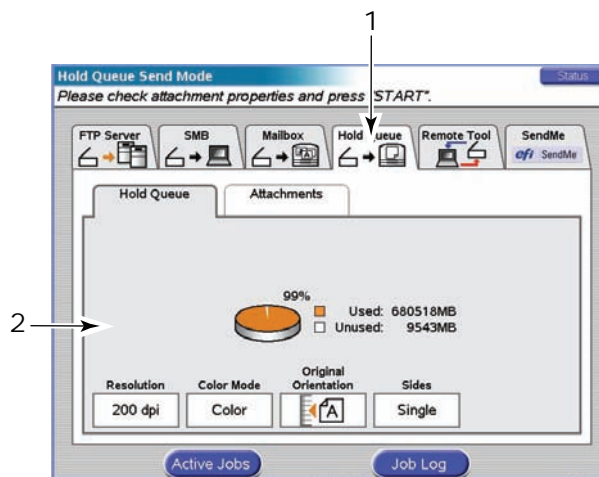 1
Hold Queue Send Mode
Status
Please check attachment properties and press "START".
FTP Server
SMB
Mailbox
Hold Queue
Remote Tool
SendMe
efi SendMe
Hold Queue
Attachments
99%
Used: 680518MB
Unused: 9543MB
2
Resolution
Color Mode
Original
Orientation
Sides
200 dpi
Color
A
Single
Active Jobs
Job Log